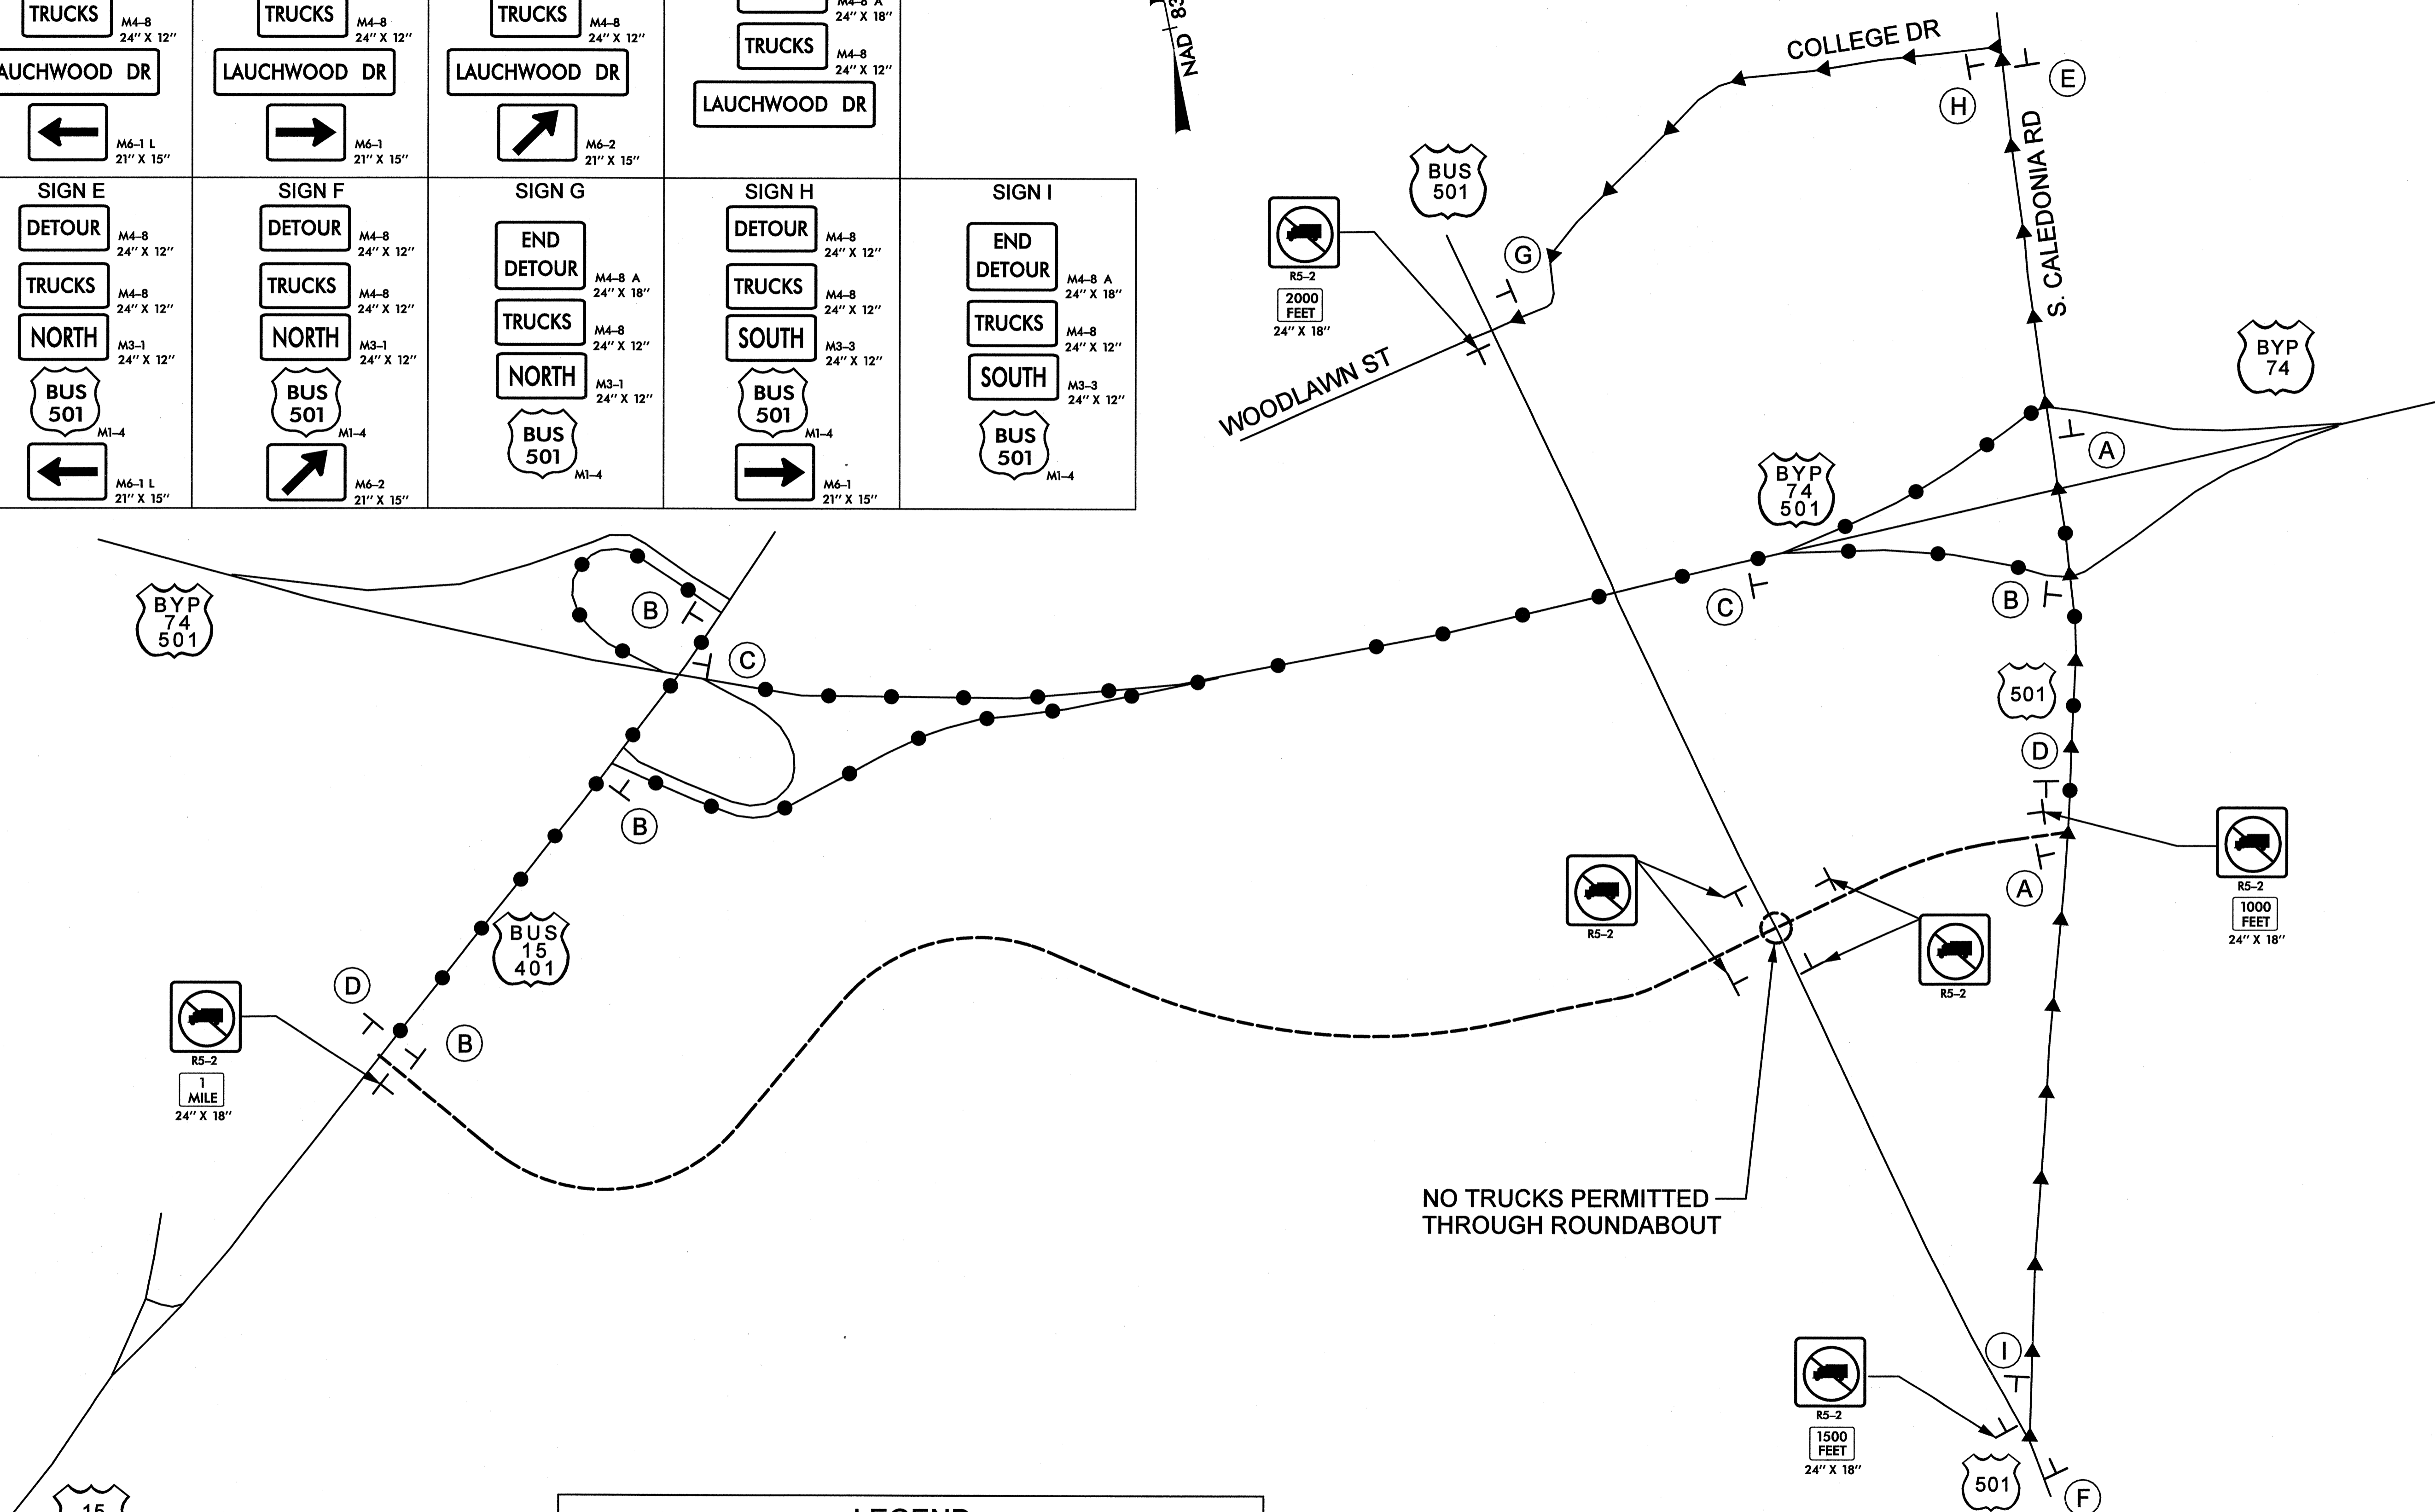 TRUCKS
M4–8
24" X 12"
AUCHWOOD DR
M6–1 L
21" X 15"
TRUCKS
M4–8
24" X 12"
LAUCHWOOD DR
M6–1
21" X 15"
TRUCKS
M4–8
24" X 12"
LAUCHWOOD DR
M6–2
21" X 15"
M4–8 A
24" X 18"
TRUCKS
M4–8
24" X 12"
LAUCHWOOD DR
SIGN E
DETOUR
M4–8
24" X 12"
TRUCKS
M4–8
24" X 12"
NORTH
M3–1
24" X 12"
BUS
501
M1–4
M6–1 L
21" X 15"
SIGN F
DETOUR
M4–8
24" X 12"
TRUCKS
M4–8
24" X 12"
NORTH
M3–1
24" X 12"
BUS
501
M1–4
M6–2
21" X 15"
SIGN G
END
DETOUR
M4–8 A
24" X 18"
TRUCKS
M4–8
24" X 12"
NORTH
M3–1
24" X 12"
BUS
501
M1–4
SIGN H
DETOUR
M4–8
24" X 12"
TRUCKS
M4–8
24" X 12"
SOUTH
M3–3
24" X 12"
BUS
501
M1–4
M6–1
21" X 15"
SIGN I
END
DETOUR
M4–8 A
24" X 18"
TRUCKS
M4–8
24" X 12"
SOUTH
M3–3
24" X 12"
BUS
501
M1–4
NAD 83
COLLEGE DR
E
H
S. CALEDONIA RD
BUS
501
R5–2
2000
FEET
24" X 18"
G
WOODLAWN ST
BYP
74
A
BYP
74
501
C
B
BYP
74
501
B
C
B
501
D
A
R5–2
1000
FEET
24" X 18"
R5–2
R5–2
BUS
15
401
D
B
R5–2
1
MILE
24" X 18"
NO TRUCKS PERMITTED
THROUGH ROUNDABOUT
I
R5–2
1500
FEET
24" X 18"
501
F
15
LEGEND